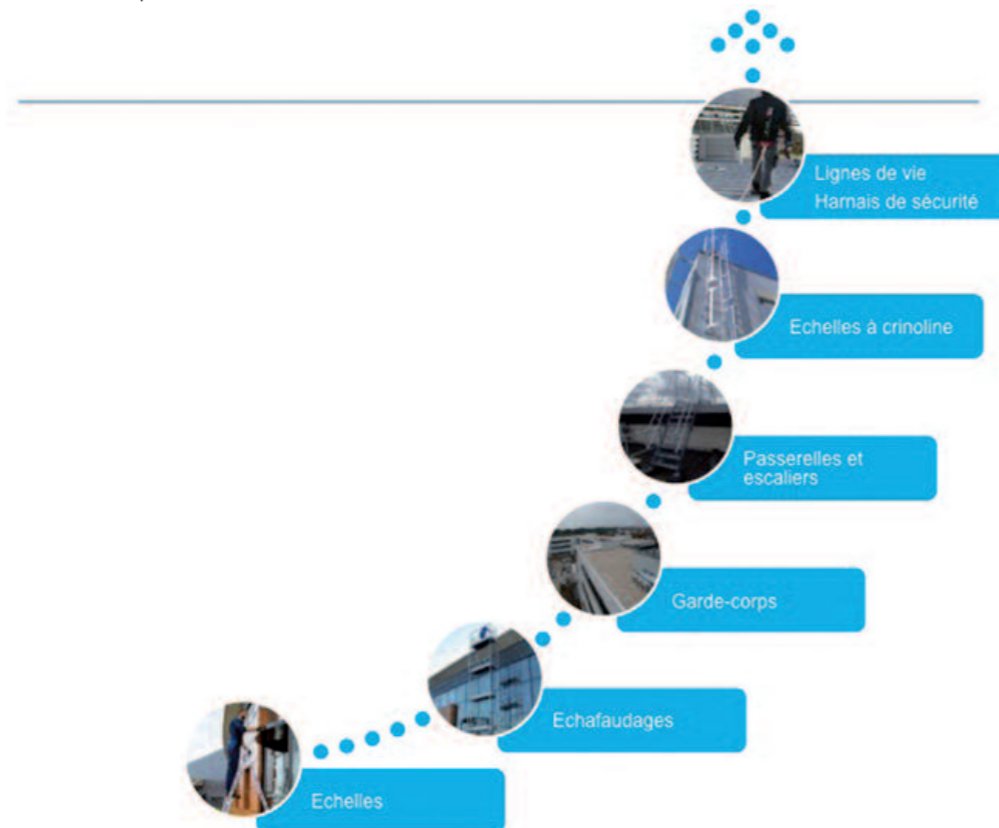 Lignes de vie
Harnais de sécurité
Echelles à crinoline
Passerelles et
escaliers
Garde-corps
Echafaudages
Echelles